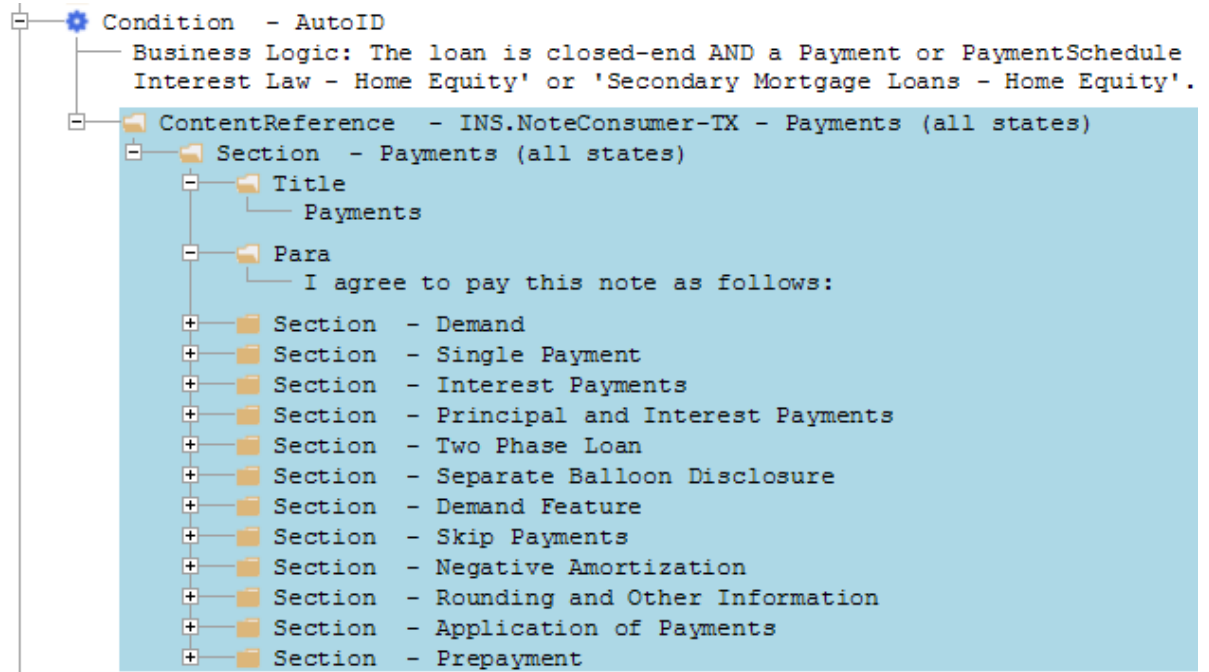 Condition - AutoID
Business Logic: The loan is closed-end AND a Payment or PaymentSchedule
Interest Law - Home Equity' or 'Secondary Mortgage Loans - Home Equity'.
ContentReference - INS.NoteConsumer-TX - Payments (all states)
Section - Payments (all states)
Title
Payments
Para
I agree to pay this note as follows:
Section - Demand
Section - Single Payment
Section - Interest Payments
Section - Principal and Interest Payments
Section - Two Phase Loan
Section - Separate Balloon Disclosure
Section - Demand Feature
Section - Skip Payments
Section - Negative Amortization
Section - Rounding and Other Information
Section - Application of Payments
Section - Prepayment